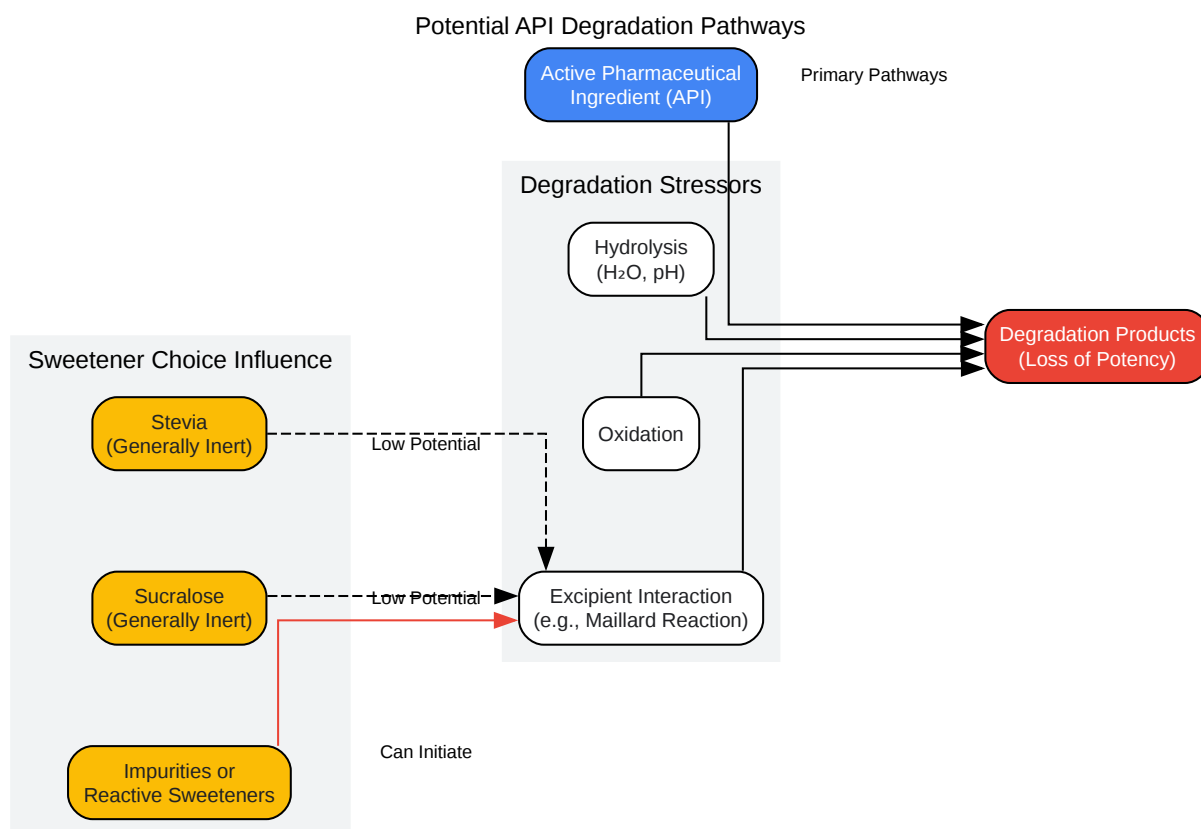 Potential API Degradation Pathways
Active Pharmaceutical
Ingredient (API)
Primary Pathways
Degradation Stressors
Hydrolysis
(H₂O, pH)
Degradation Products
(Loss of Potency)
Sweetener Choice Influence
Stevia
(Generally Inert)
Low Potential
Oxidation
Sucralose
(Generally Inert)
Low Potential
Excipient Interaction
(e.g., Maillard Reaction)
Can Initiate
Impurities or
Reactive Sweeteners